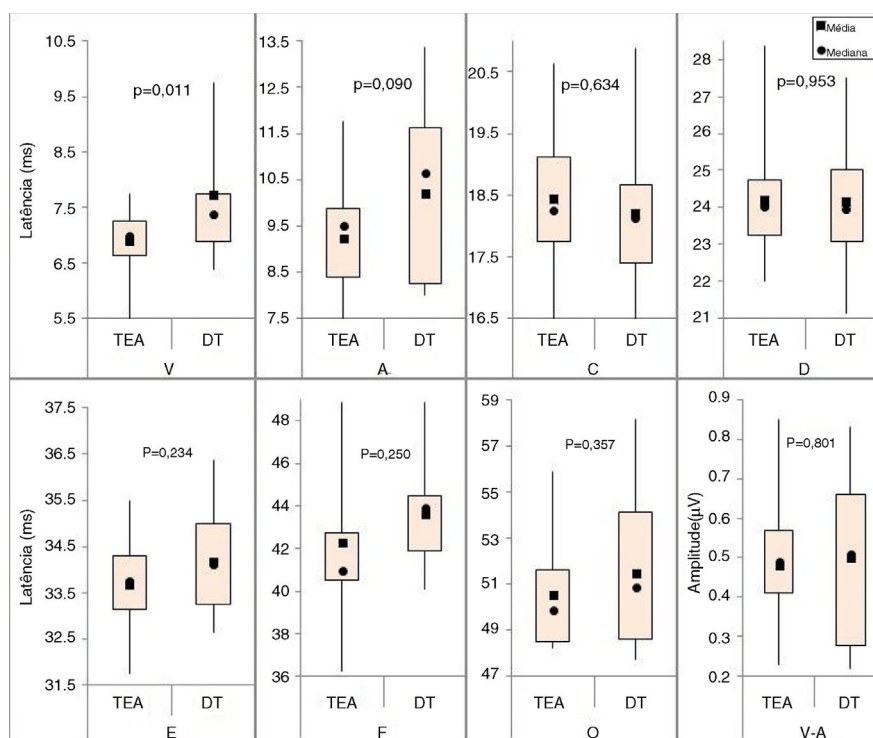 Média
Mediana
10.5
9.5
8.5
7.5
6.5
5.5
Latência (ms)
p=0,011
TEA
DT
V
13.5
12.5
11.5
10.5
9.5
8.5
7.5
p=0,090
TEA
DT
A
20.5
19.5
18.5
17.5
16.5
p=0,634
TEA
DT
C
28
27
26
25
24
23
22
21
p=0,953
TEA
DT
D
37.5
36.5
35.5
34.5
33.5
32.5
31.5
Latência (ms)
P=0,234
TEA
DT
E
48
46
44
42
40
38
36
P=0,250
TEA
DT
F
59
57
55
53
51
49
47
P=0,357
TEA
DT
O
0.9
0.8
0.7
0.6
0.5
0.4
0.3
0.2
Amplitude(µV)
P=0,801
TEA
DT
V-A